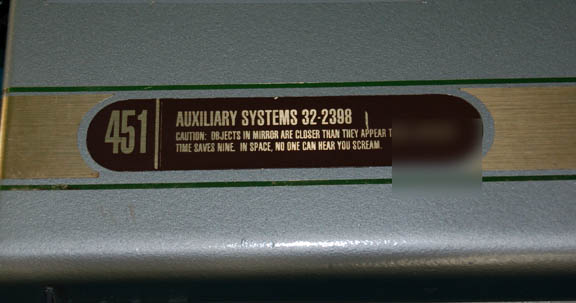 451
AUXILIARY SYSTEMS 32-2398
CAUTION: OBJECTS IN MIRROR ARE CLOSER THAN THEY APPEAR
TIME SAVES NINE. IN SPACE, NO ONE CAN HEAR YOU SCREAM.